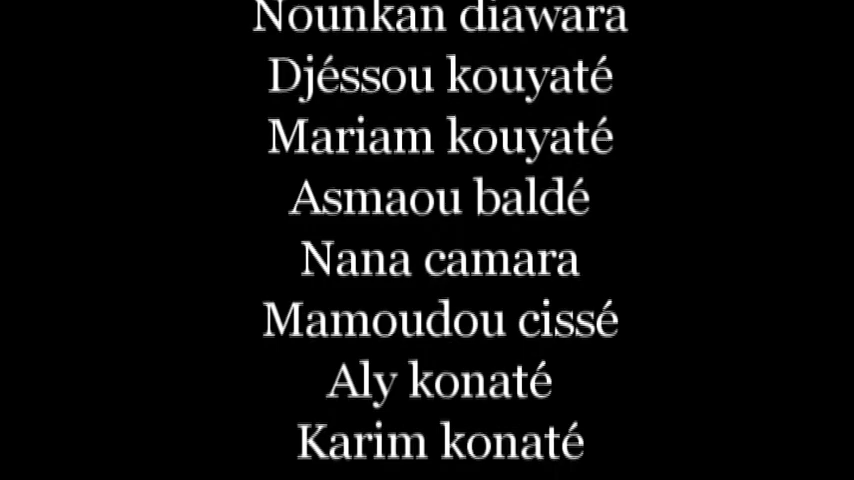 Nounkan diawara
Djéssou kouyaté
Mariam kouyaté
Asmaou baldé
Nana camara
Mamoudou cissé
Aly konaté
Karim konaté